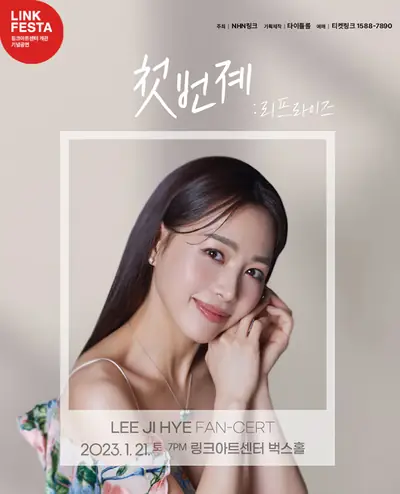 LINK
FESTA
링크아트센터 개관
기념공연
주최 | NHN링크 기획제작 | 타이틀롤 예매 | 티켓링크 1588-7890
첫번째
:리프라이즈
LEE JI HYE FAN-CERT
2023. 1. 21. 토 7PM 링크아트센터 벅스홀